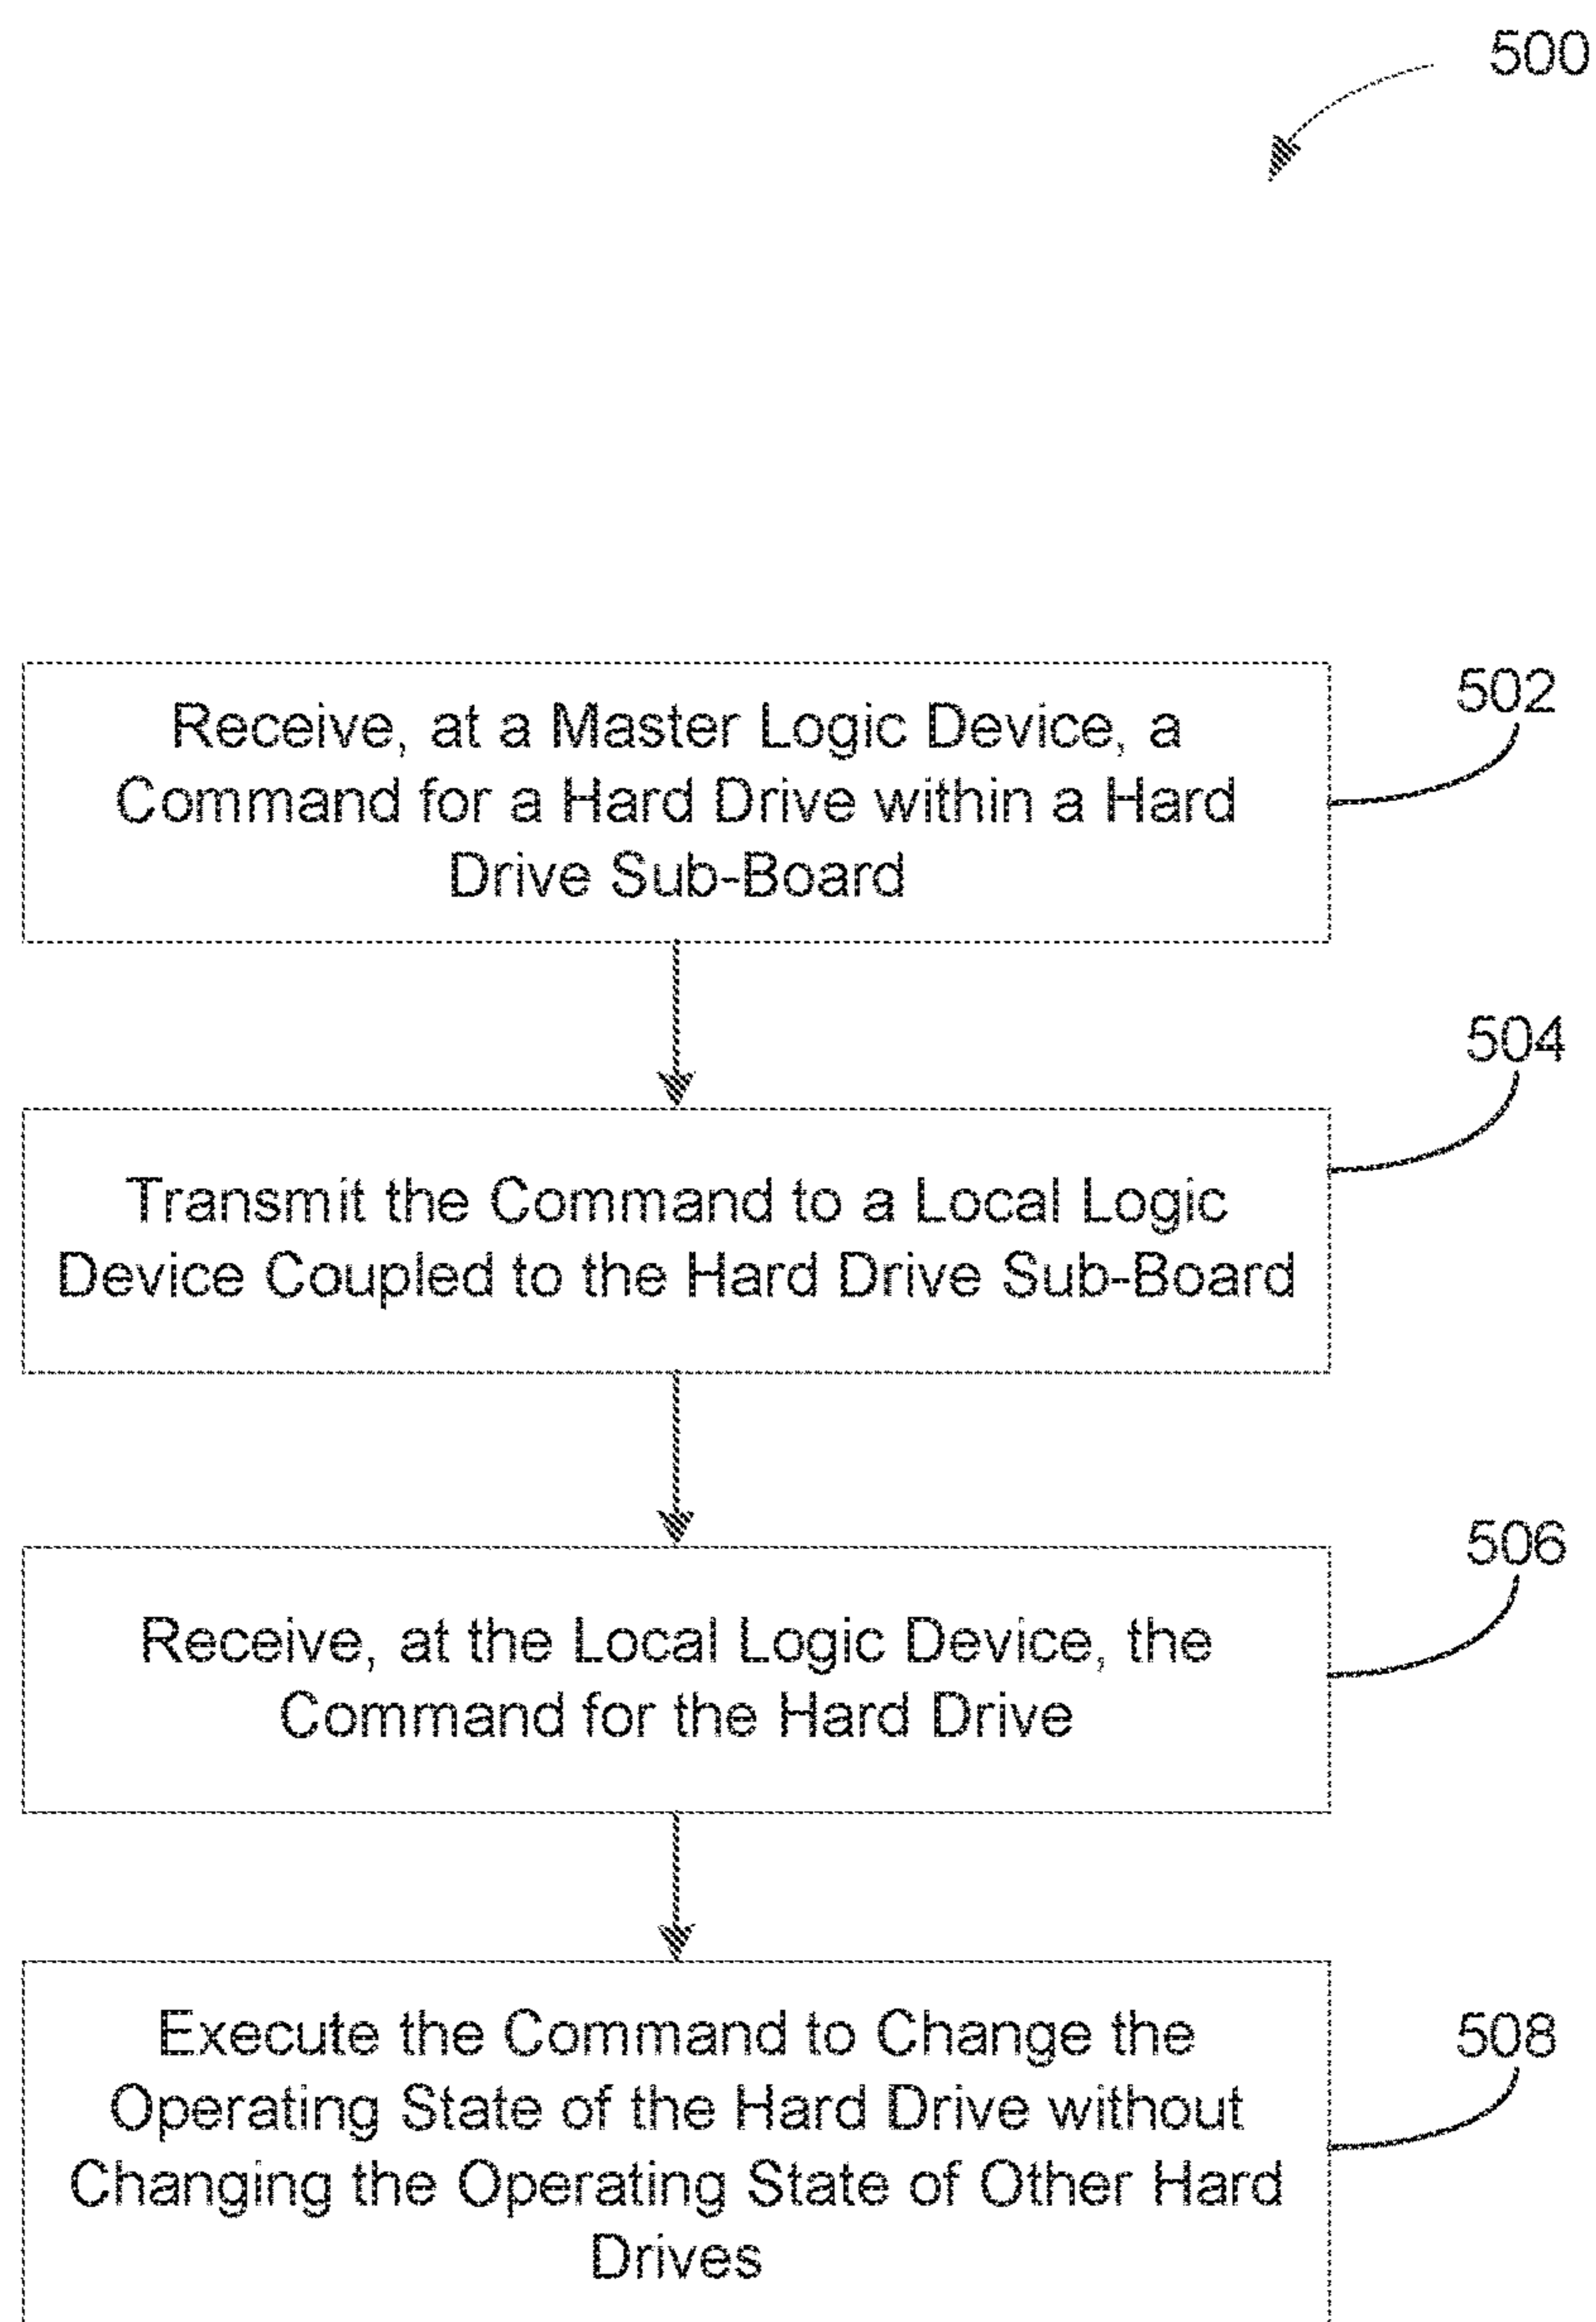 500
Receive, at a Master Logic Device, a
Command for a Hard Drive within a Hard
Drive Sub-Board
502
Transmit the Command to a Local Logic
Device Coupled to the Hard Drive Sub-Board
504
Receive, at the Local Logic Device, the
Command for the Hard Drive
506
Execute the Command to Change the
Operating State of the Hard Drive without
Changing the Operating State of Other Hard
Drives
508